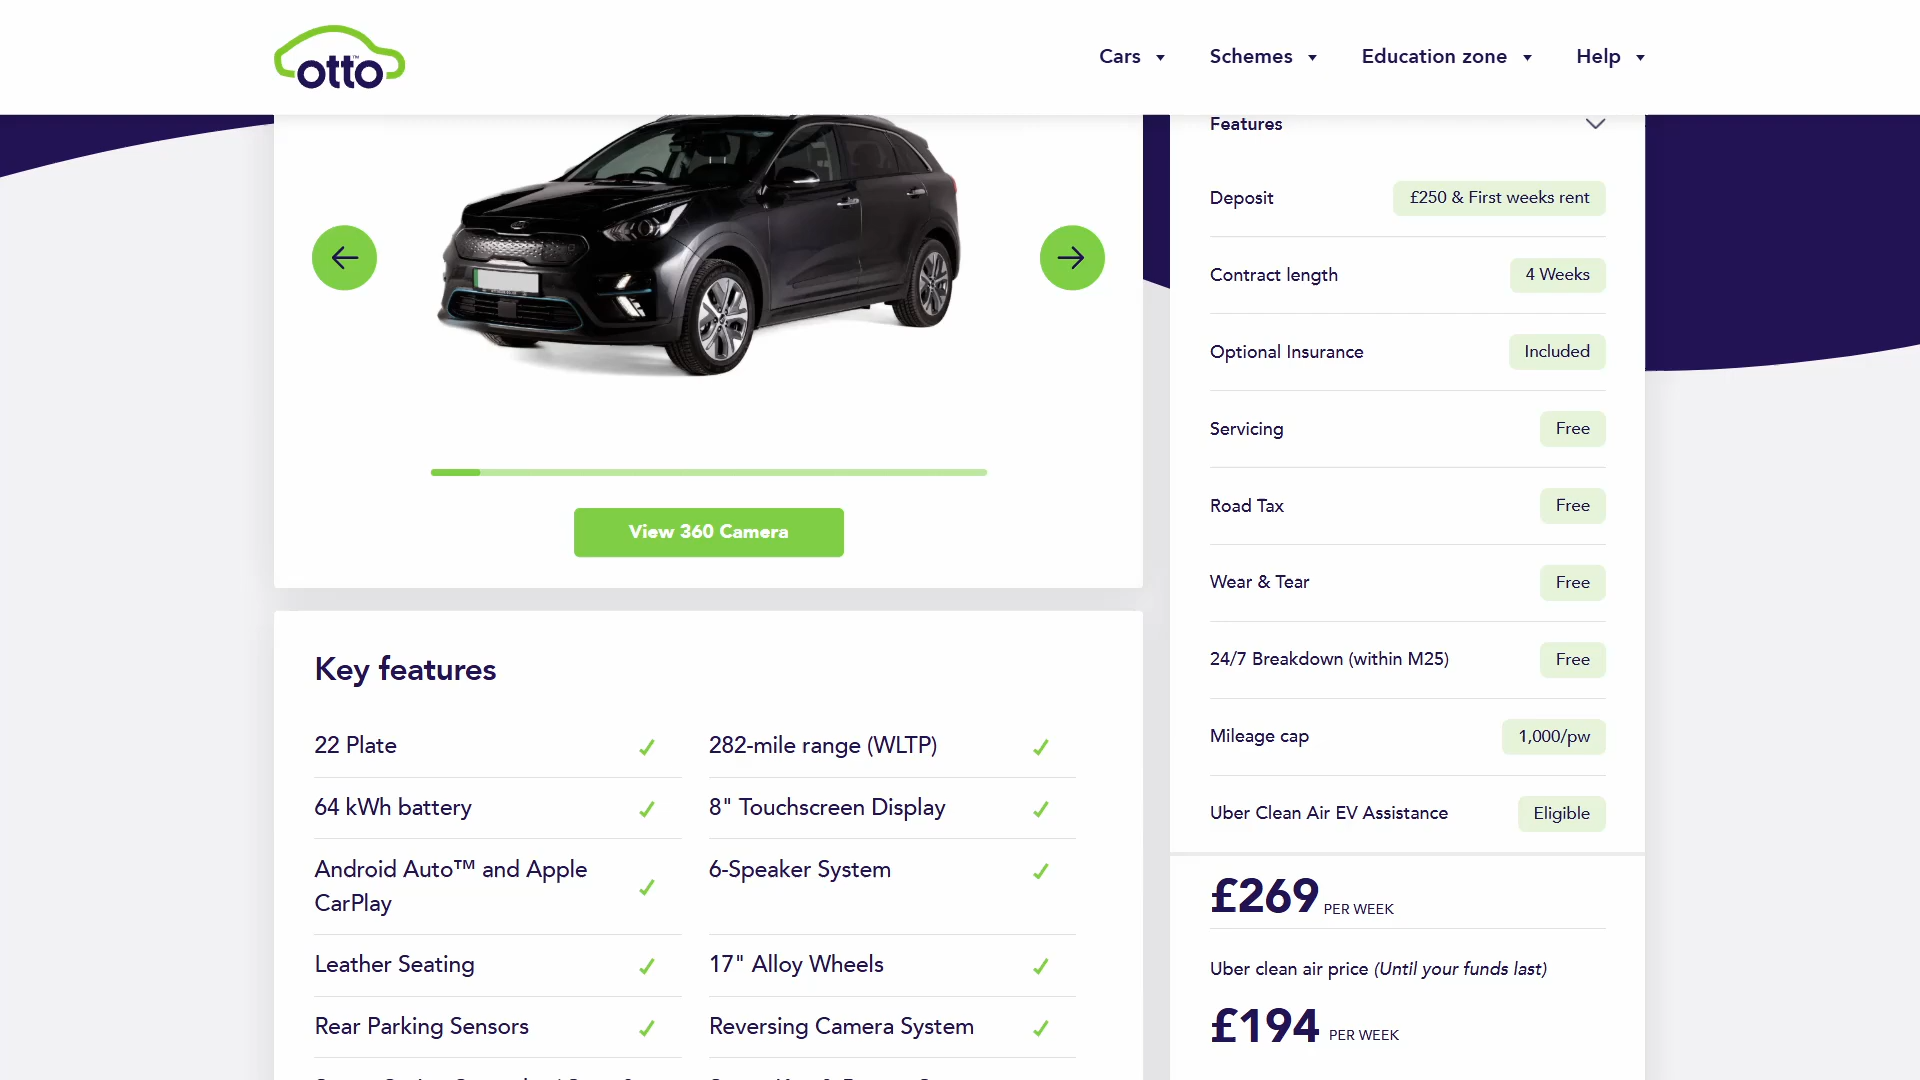 otto
Cars
Schemes
Education zone
Help
View 360 Camera
Key features
22 Plate
282-mile range (WLTP)
64 kWh battery
8" Touchscreen Display
Android Auto™ and Apple
CarPlay
6-Speaker System
Leather Seating
17" Alloy Wheels
Rear Parking Sensors
Reversing Camera System
Features
Deposit
£250 & First weeks rent
Contract length
4 Weeks
Optional Insurance
Included
Servicing
Free
Road Tax
Free
Wear & Tear
Free
24/7 Breakdown (within M25)
Free
Mileage cap
1,000/pw
Uber Clean Air EV Assistance
Eligible
£269 PER WEEK
Uber clean air price (Until your funds last)
£194 PER WEEK